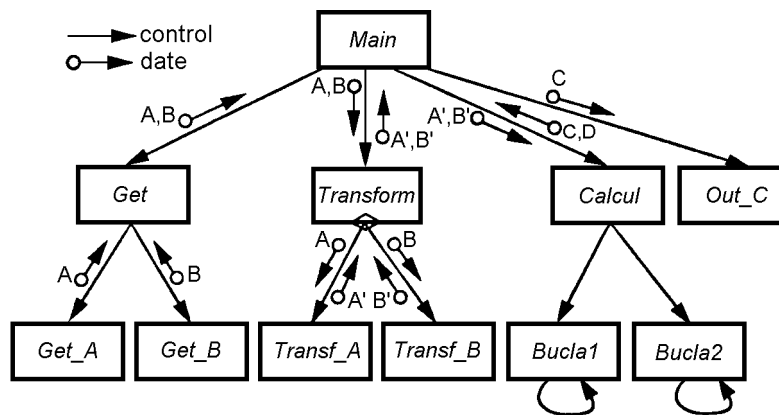 control
date
Main
A,B
A,B
A',B'
A',B'
C,D
C
Get
Transform
Calcul
Out_C
A
B
A
A'
B
B'
Get_A
Get_B
Transf_A
Transf_B
Bucla1
Bucla2